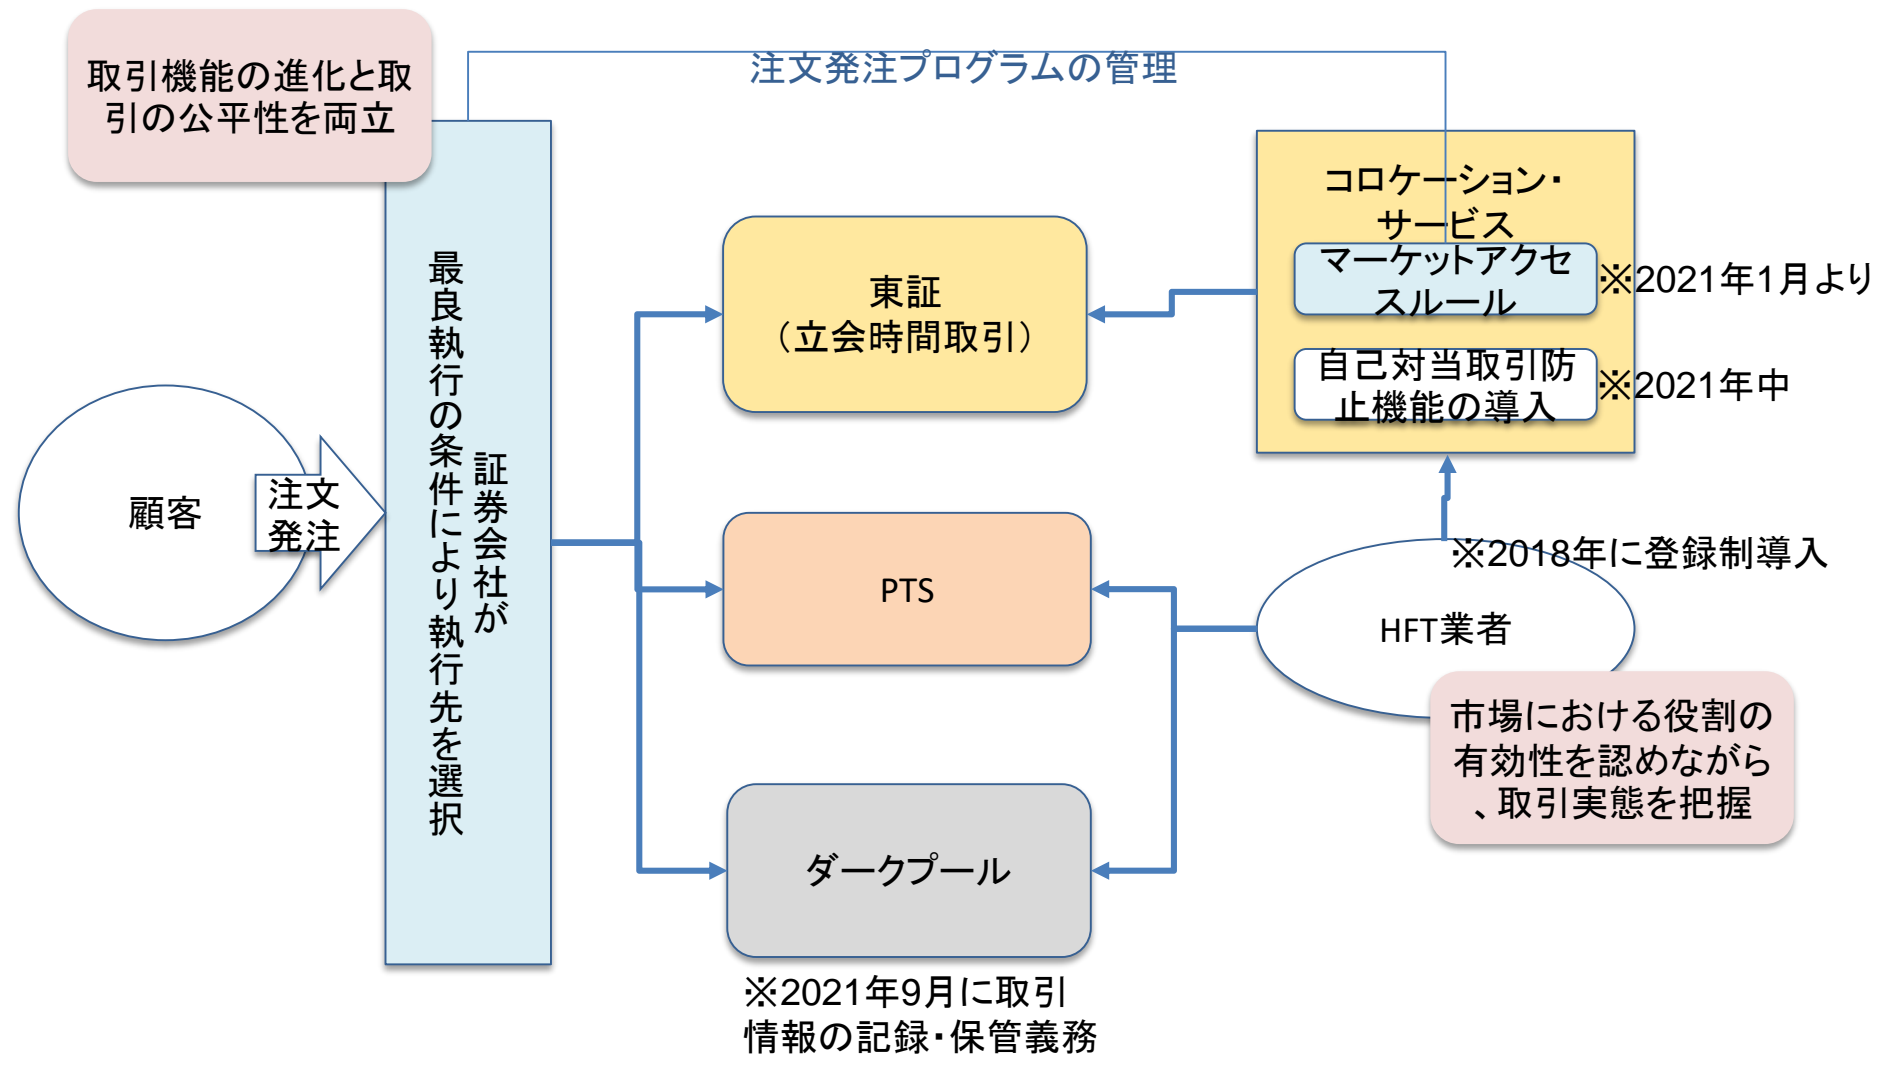 取引機能の進化と取
引の公平性を両立
注文発注プログラムの管理
顧客
注文
発注
証券会社が
最良執行の条件により執行先を選択
東証
（立会時間取引）
PTS
ダークプール
※2021年9月に取引
情報の記録・保管義務
コロケーション・
サービス
マーケットアクセ
スルール
※2021年1月より
自己対当取引防
止機能の導入
※2021年中
※2018年に登録制導入
HFT業者
市場における役割の
有効性を認めながら
、取引実態を把握